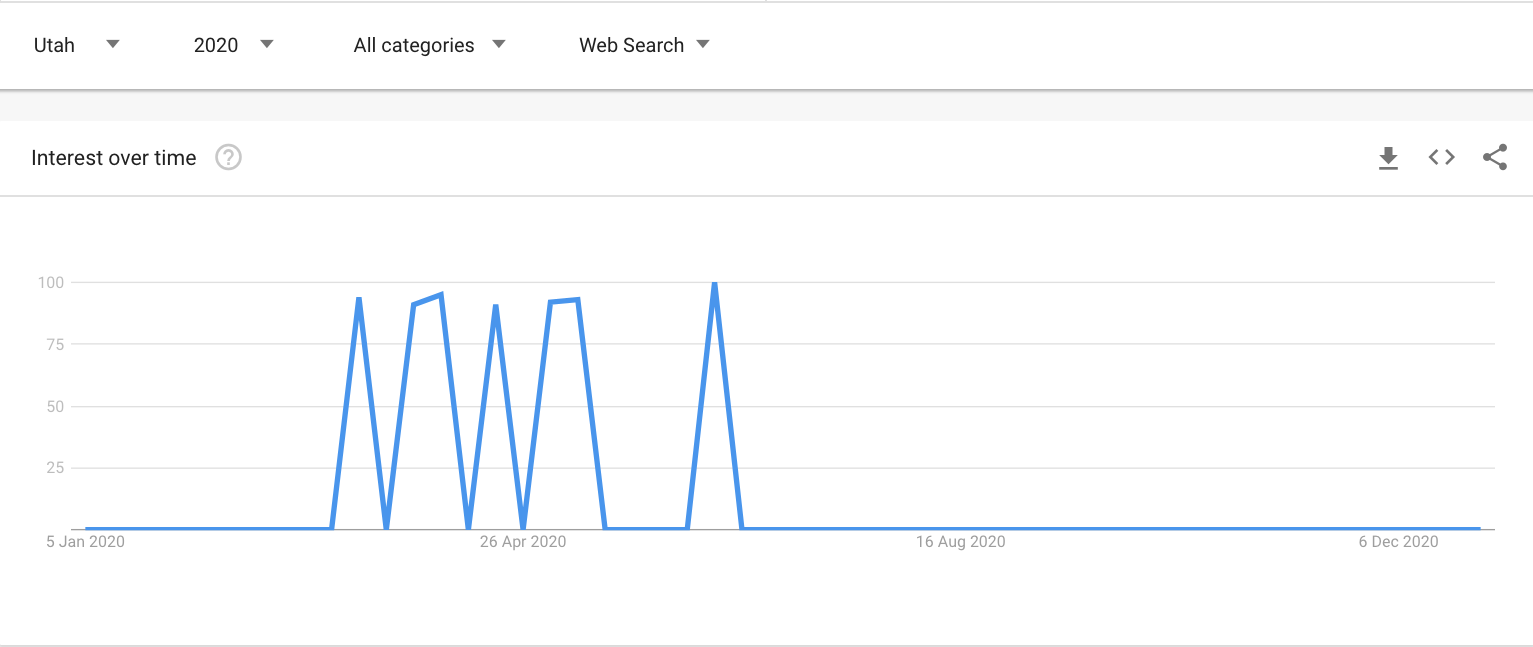 Utah 2020 All categories Web Search
Interest over time ?
100
75
50
25
5 Jan 2020 26 Apr 2020 16 Aug 2020 6 Dec 2020